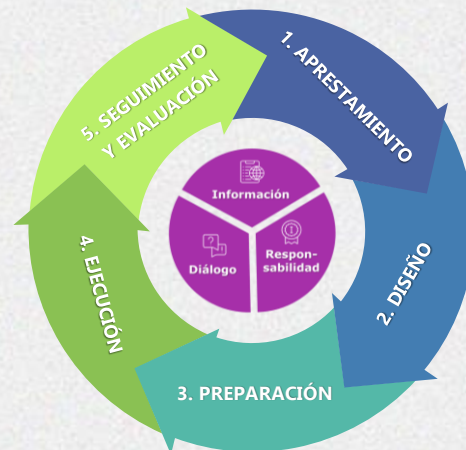 1. APRESTAMIENTO
2. DISEÑO
3. PREPARACIÓN
4. EJECUCIÓN
5. SEGUIMIENTO
Y EVALUACIÓN
Información
Diálogo
Respon-
sabilidad